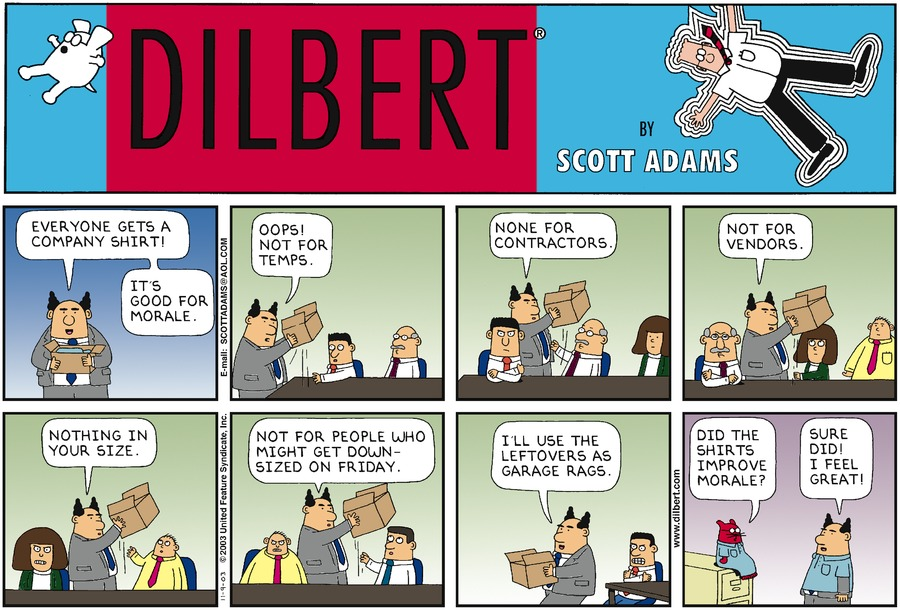 DILBERT®
BY
SCOTT ADAMS
EVERYONE GETS A
COMPANY SHIRT!
IT'S
GOOD FOR
MORALE.
E-mail: SCOTTADAMS@AOL.COM
OOPS!
NOT FOR
TEMPS.
NONE FOR
CONTRACTORS.
NOT FOR
VENDORS.
NOTHING IN
YOUR SIZE.
11-9-03 © 2003 United Feature Syndicate, Inc.
NOT FOR PEOPLE WHO
MIGHT GET DOWN-
SIZED ON FRIDAY.
I'LL USE THE
LEFTOVERS AS
GARAGE RAGS.
www.dilbert.com
DID THE
SHIRTS
IMPROVE
MORALE?
SURE
DID!
I FEEL
GREAT!